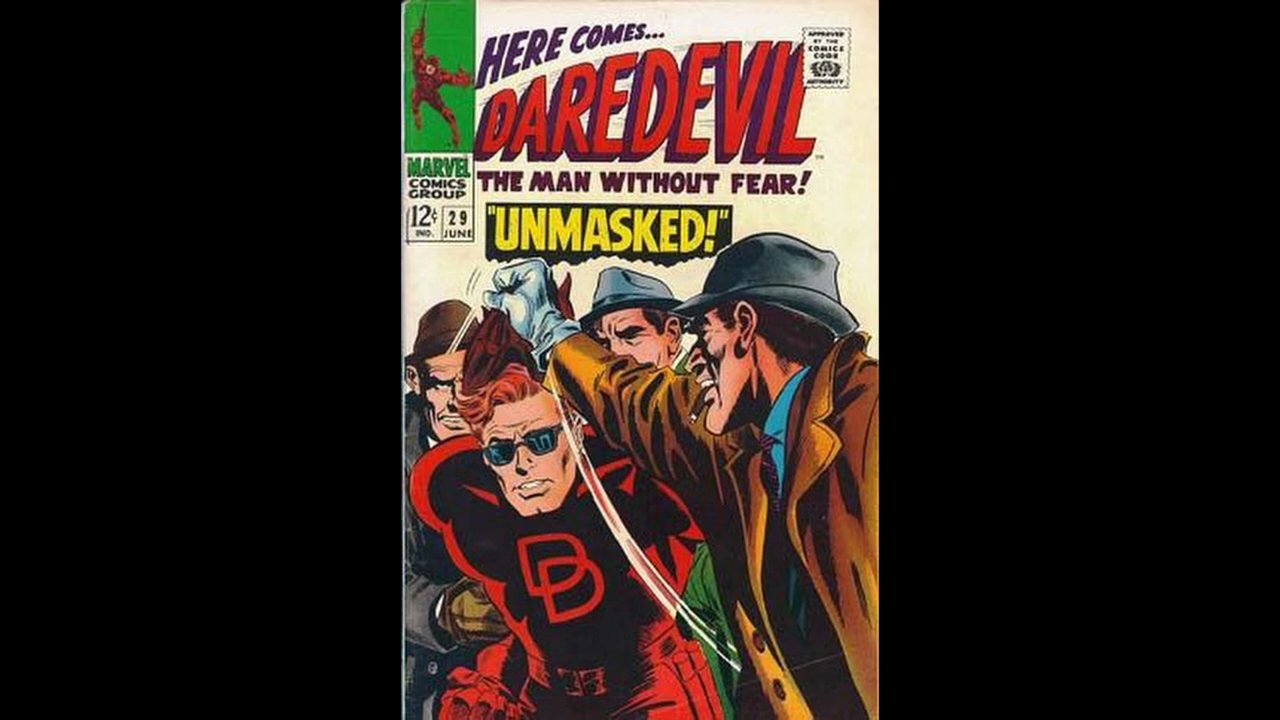 HERE COMES...
DAREDEVIL
TM
THE MAN WITHOUT FEAR!
APPROVED
BY THE
COMICS
CODE
AUTHORITY
MARVEL
COMICS
GROUP
12¢
IND.
29
JUNE
"UNMASKED!"
DD